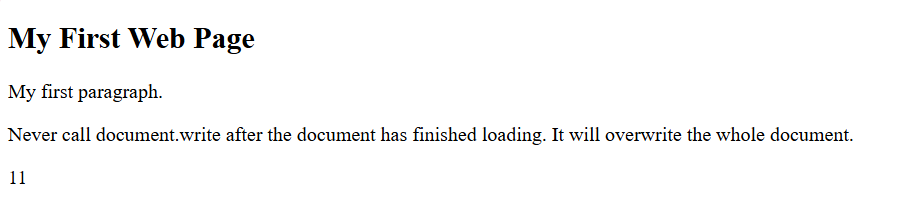 My First Web Page
My first paragraph.
Never call document.write after the document has finished loading. It will overwrite the whole document.
11